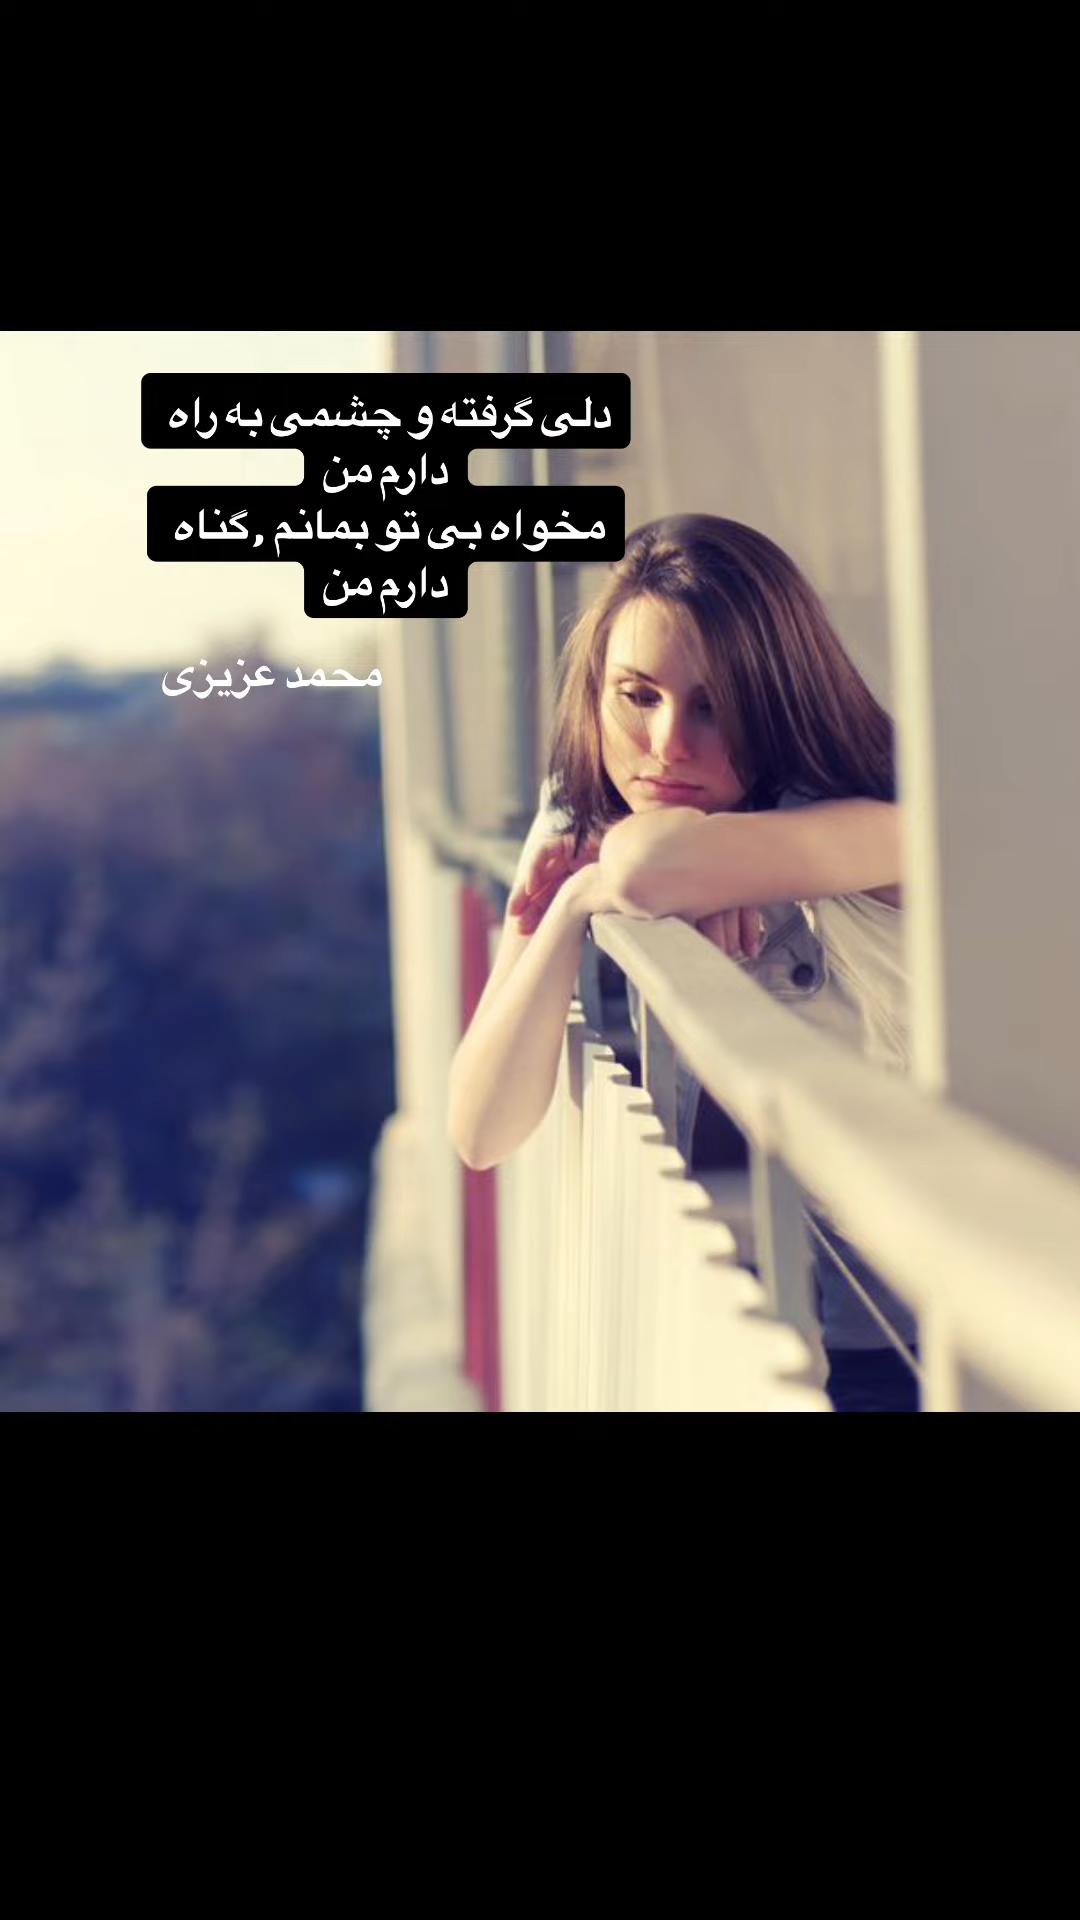 دلی گرفته و چشمی به راه
دارم من
مخواه بی تو بمانم ,گناه
دارم من
محمد عزیزی